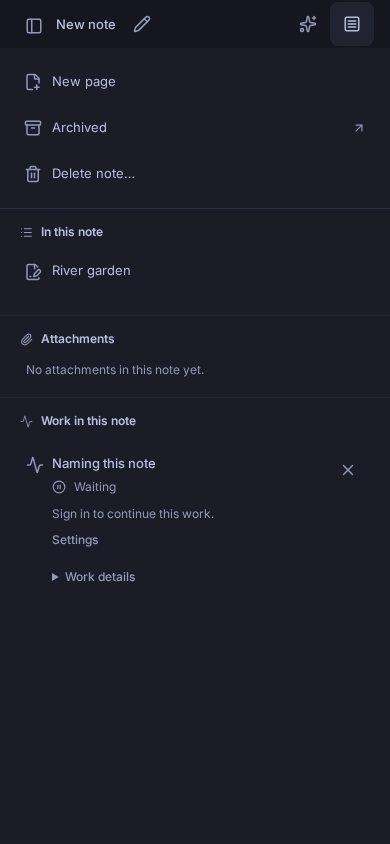 New note
New page
Archived
Delete note...
In this note
River garden
Attachments
No attachments in this note yet.
Work in this note
Naming this note
Waiting
Sign in to continue this work.
Settings
Work details